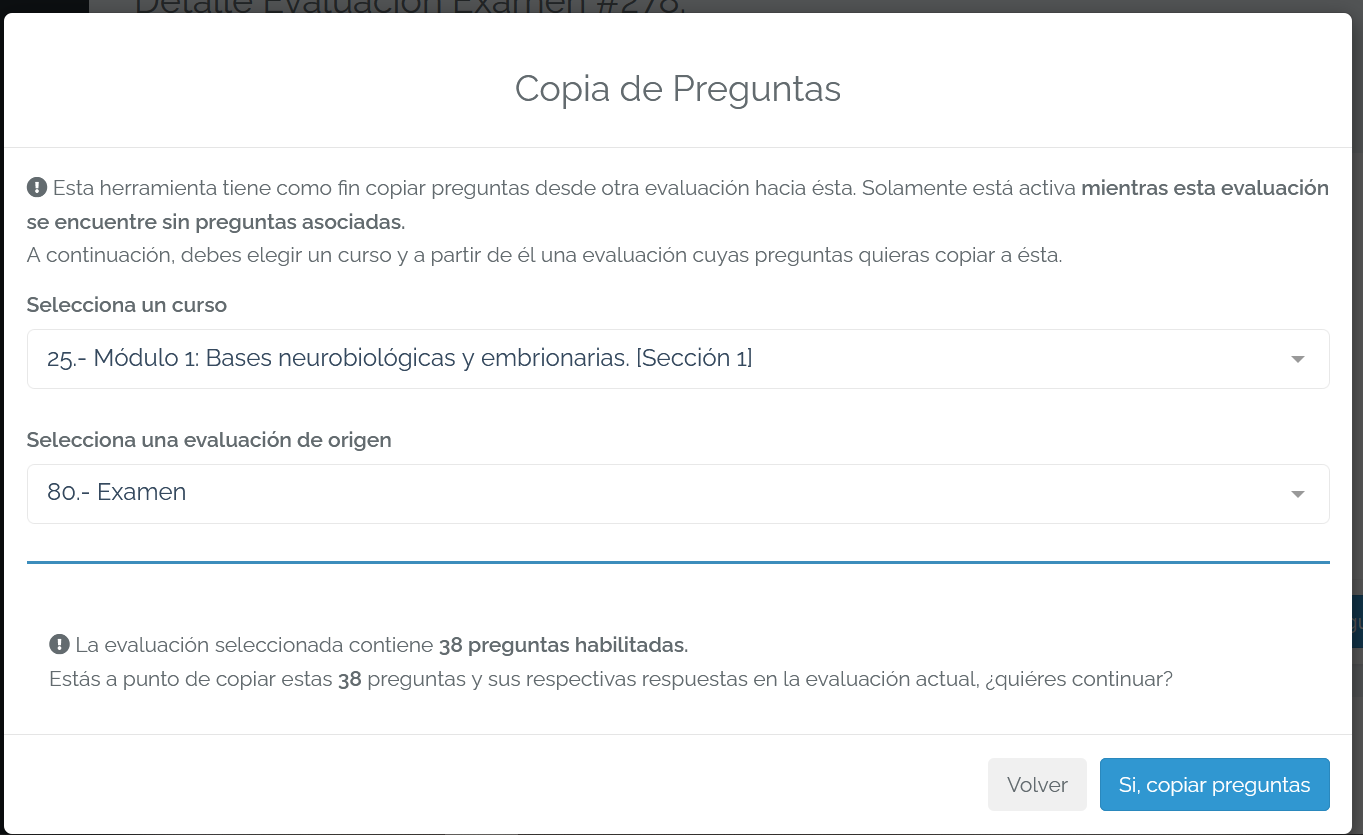 Detalle Evaluación Examen #278.
Copia de Preguntas
Esta herramienta tiene como fin copiar preguntas desde otra evaluación hacia ésta. Solamente está activa mientras esta evaluación
se encuentre sin preguntas asociadas.
A continuación, debes elegir un curso y a partir de él una evaluación cuyas preguntas quieras copiar a ésta.
Selecciona un curso
25.- Módulo 1: Bases neurobiológicas y embrionarias. [Sección 1]
Selecciona una evaluación de origen
80.- Examen
La evaluación seleccionada contiene 38 preguntas habilitadas.
Estás a punto de copiar estas 38 preguntas y sus respectivas respuestas en la evaluación actual, ¿quiéres continuar?
Volver
Si, copiar preguntas